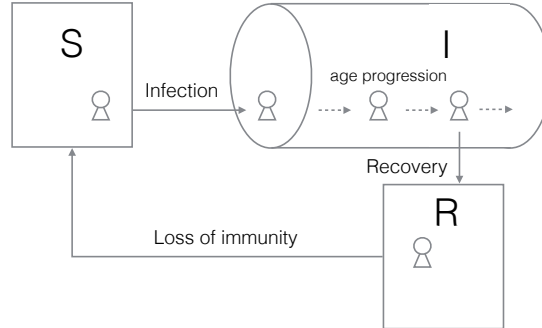 S
I
age progression
Infection
Recovery
R
Loss of immunity